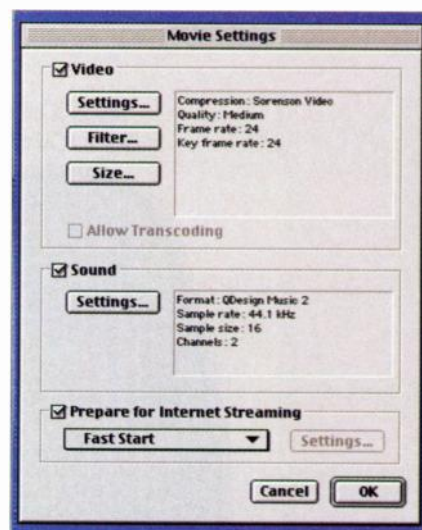 Movie Settings
Video
Settings...
Compression: Sorenson Video
Quality: Medium
Frame rate: 24
Key frame rate: 24
Filter...
Size...
Allow Transcoding
Sound
Settings...
Format: QDesign Music 2
Sample rate: 44.1 kHz
Sample size: 16
Channels: 2
Prepare for Internet Streaming
Fast Start
Settings...
Cancel
OK